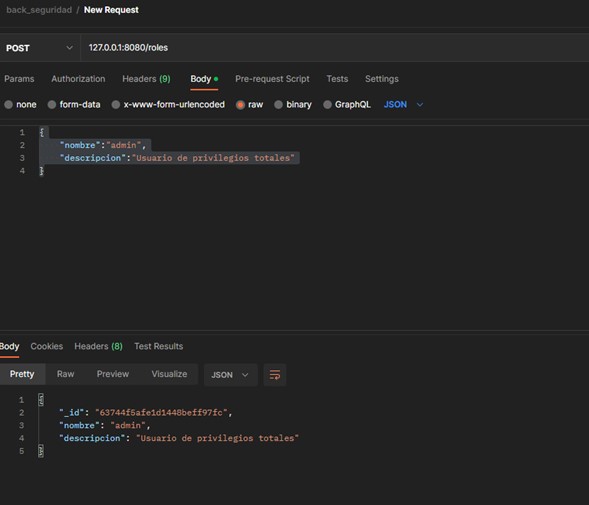 back_seguridad / New Request
POST 127.0.0.1:8080/roles
Params Authorization Headers (9) Body Pre-request Script Tests Settings
none form-data x-www-form-urlencoded raw binary GraphQL JSON
1 {
2 "nombre":"admin",
3 "descripcion":"Usuario de privilegios totales"
4 }
Body Cookies Headers (8) Test Results
Pretty Raw Preview Visualize JSON
1 {
2 "_id": "63744f5afe1d1448beff97fc",
3 "nombre": "admin",
4 "descripcion": "Usuario de privilegios totales"
5 }